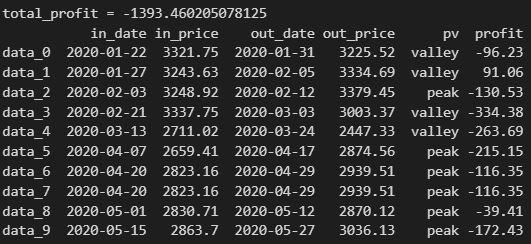 total_profit = -1393.460205078125
in_date in_price out_date out_price pv profit
data_0 2020-01-22 3321.75 2020-01-31 3225.52 valley -96.23
data_1 2020-01-27 3243.63 2020-02-05 3334.69 valley 91.06
data_2 2020-02-03 3248.92 2020-02-12 3379.45 peak -130.53
data_3 2020-02-21 3337.75 2020-03-03 3003.37 valley -334.38
data_4 2020-03-13 2711.02 2020-03-24 2447.33 valley -263.69
data_5 2020-04-07 2659.41 2020-04-17 2874.56 peak -215.15
data_6 2020-04-20 2823.16 2020-04-29 2939.51 peak -116.35
data_7 2020-04-20 2823.16 2020-04-29 2939.51 peak -116.35
data_8 2020-05-01 2830.71 2020-05-12 2870.12 peak -39.41
data_9 2020-05-15 2863.7 2020-05-27 3036.13 peak -172.43